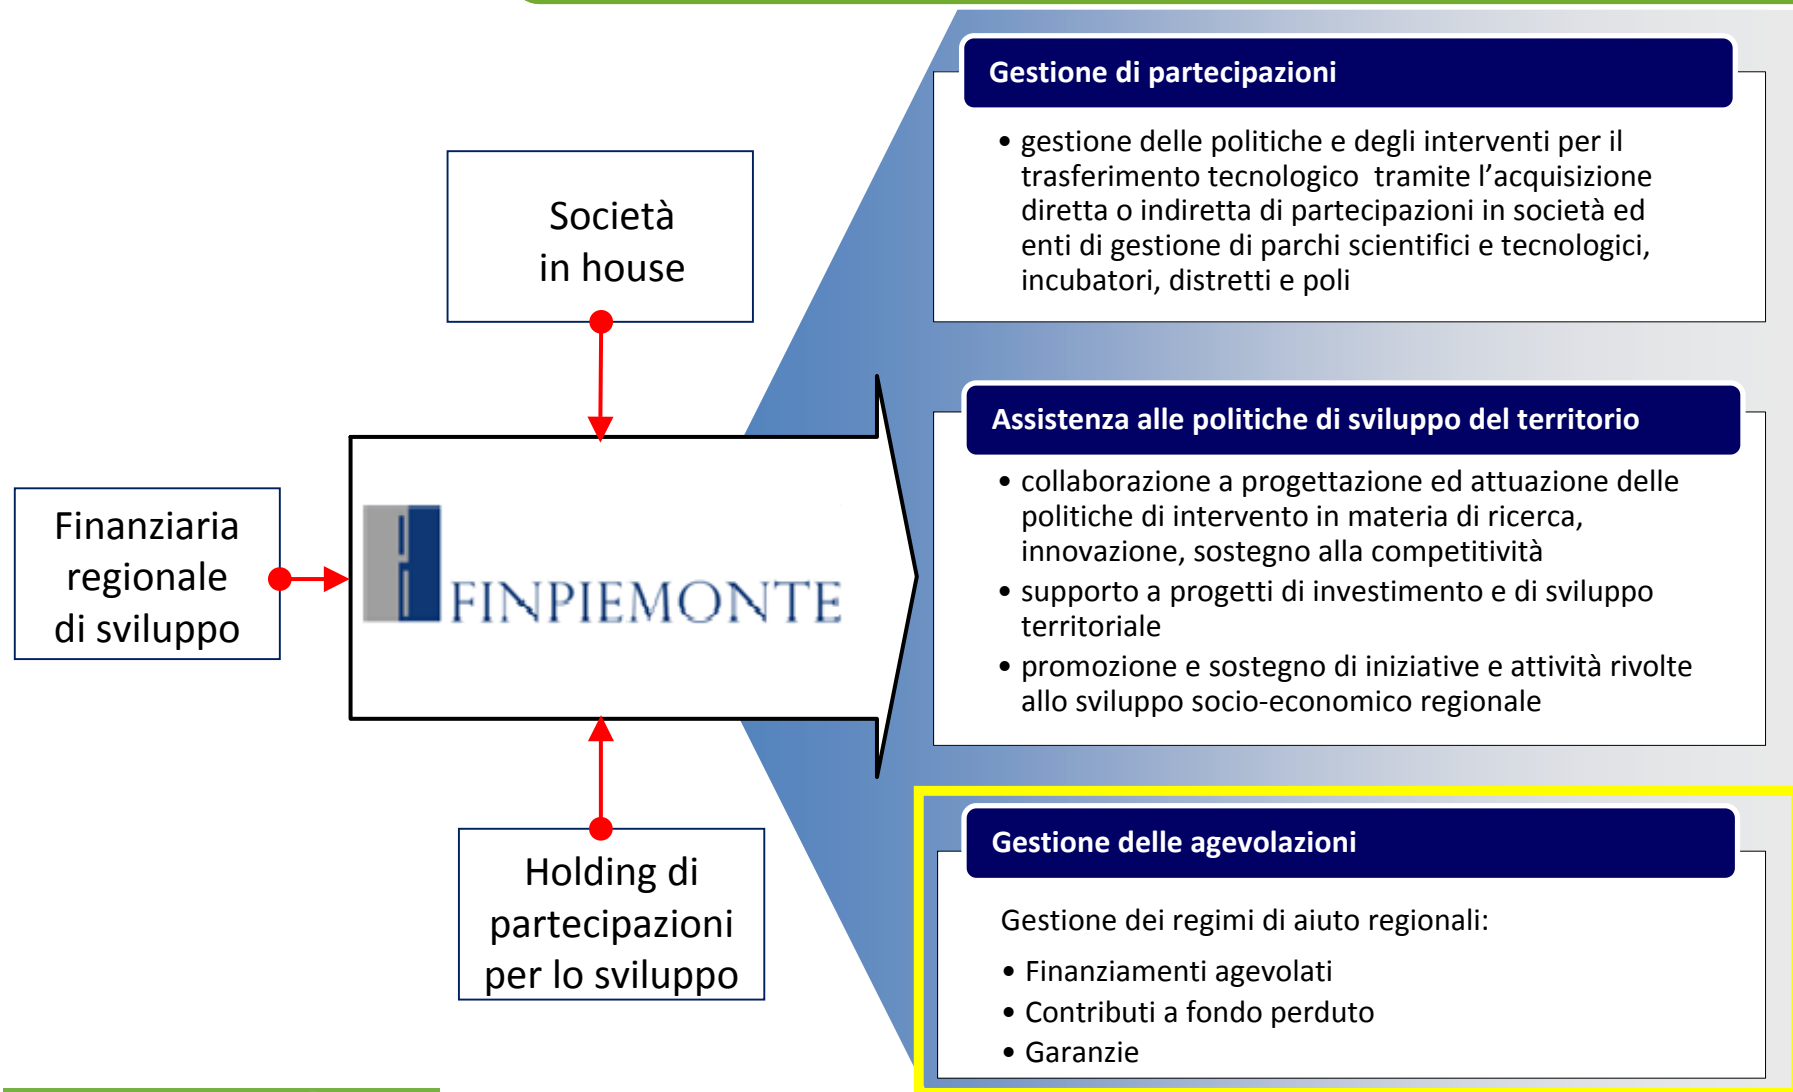 Società
in house
Finanziaria
regionale
di sviluppo
FINPIEMONTE
Holding di
partecipazioni
per lo sviluppo
Gestione di partecipazioni
• gestione delle politiche e degli interventi per il
trasferimento tecnologico tramite l’acquisizione
diretta o indiretta di partecipazioni in società ed
enti di gestione di parchi scientifici e tecnologici,
incubatori, distretti e poli
Assistenza alle politiche di sviluppo del territorio
• collaborazione a progettazione ed attuazione delle
politiche di intervento in materia di ricerca,
innovazione, sostegno alla competitività
• supporto a progetti di investimento e di sviluppo
territoriale
• promozione e sostegno di iniziative e attività rivolte
allo sviluppo socio-economico regionale
Gestione delle agevolazioni
Gestione dei regimi di aiuto regionali:
• Finanziamenti agevolati
• Contributi a fondo perduto
• Garanzie